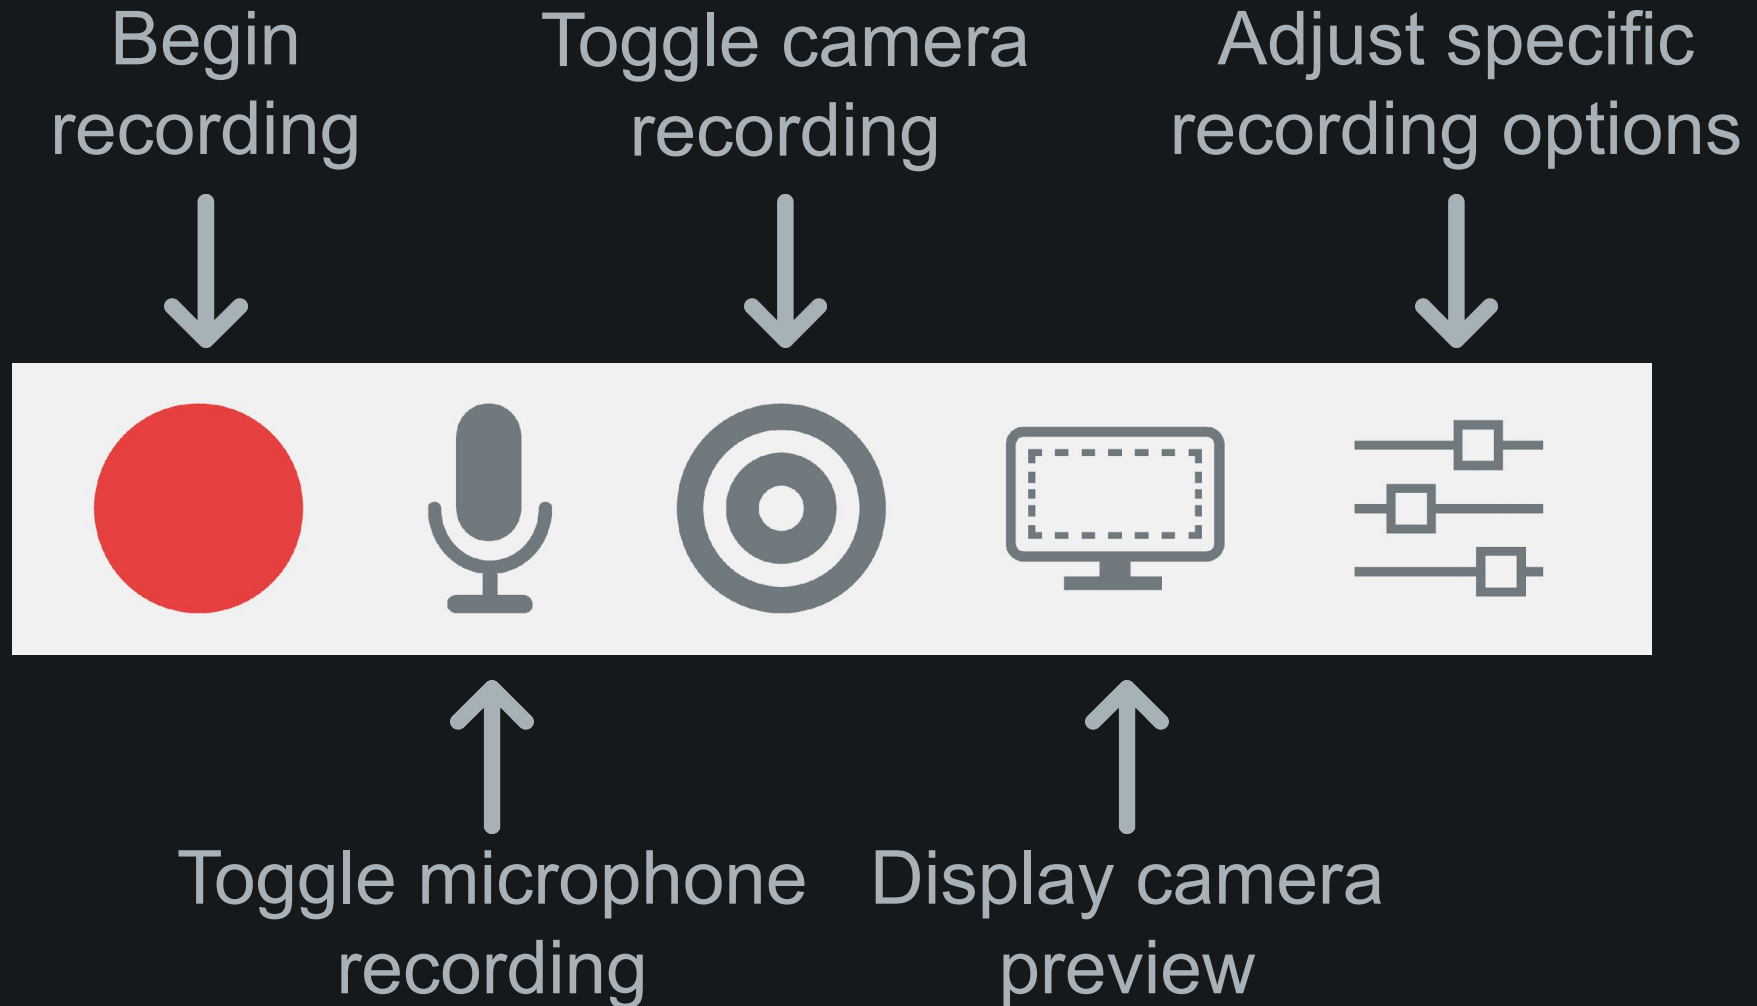 Begin
recording
Toggle camera
recording
Adjust specific
recording options
Toggle microphone
recording
Display camera
preview